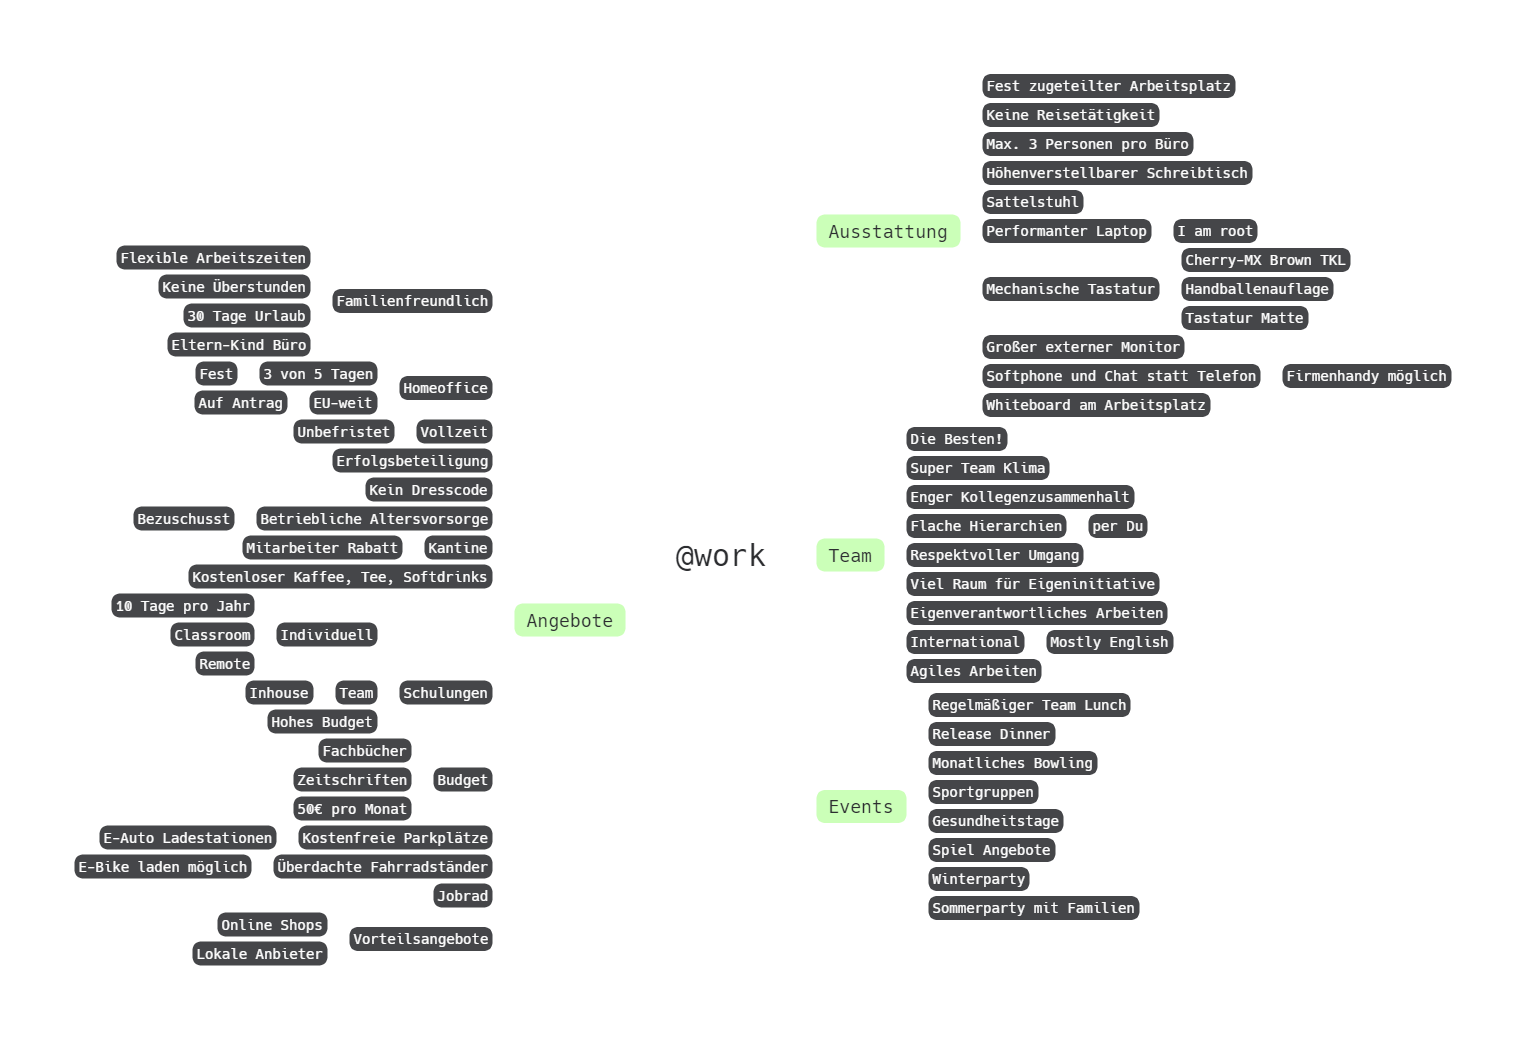 @work
Ausstattung
Fest zugeteilter Arbeitsplatz
Keine Reisetätigkeit
Max. 3 Personen pro Büro
Höhenverstellbarer Schreibtisch
Sattelstuhl
Performanter Laptop
I am root
Mechanische Tastatur
Cherry-MX Brown TKL
Handballenauflage
Tastatur Matte
Großer externer Monitor
Softphone und Chat statt Telefon
Firmenhandy möglich
Whiteboard am Arbeitsplatz
Team
Die Besten!
Super Team Klima
Enger Kollegenzusammenhalt
Flache Hierarchien
per Du
Respektvoller Umgang
Viel Raum für Eigeninitiative
Eigenverantwortliches Arbeiten
International
Mostly English
Agiles Arbeiten
Events
Regelmäßiger Team Lunch
Release Dinner
Monatliches Bowling
Sportgruppen
Gesundheitstage
Spiel Angebote
Winterparty
Sommerparty mit Familien
Angebote
Familienfreundlich
Flexible Arbeitszeiten
Keine Überstunden
30 Tage Urlaub
Eltern-Kind Büro
Homeoffice
3 von 5 Tagen
Fest
EU-weit
Auf Antrag
Vollzeit
Unbefristet
Erfolgsbeteiligung
Kein Dresscode
Betriebliche Altersvorsorge
Bezuschusst
Kantine
Mitarbeiter Rabatt
Kostenloser Kaffee, Tee, Softdrinks
Schulungen
Individuell
10 Tage pro Jahr
Classroom
Remote
Team
Inhouse
Hohes Budget
Budget
Fachbücher
Zeitschriften
50€ pro Monat
Kostenfreie Parkplätze
E-Auto Ladestationen
Überdachte Fahrradständer
E-Bike laden möglich
Jobrad
Vorteilsangebote
Online Shops
Lokale Anbieter